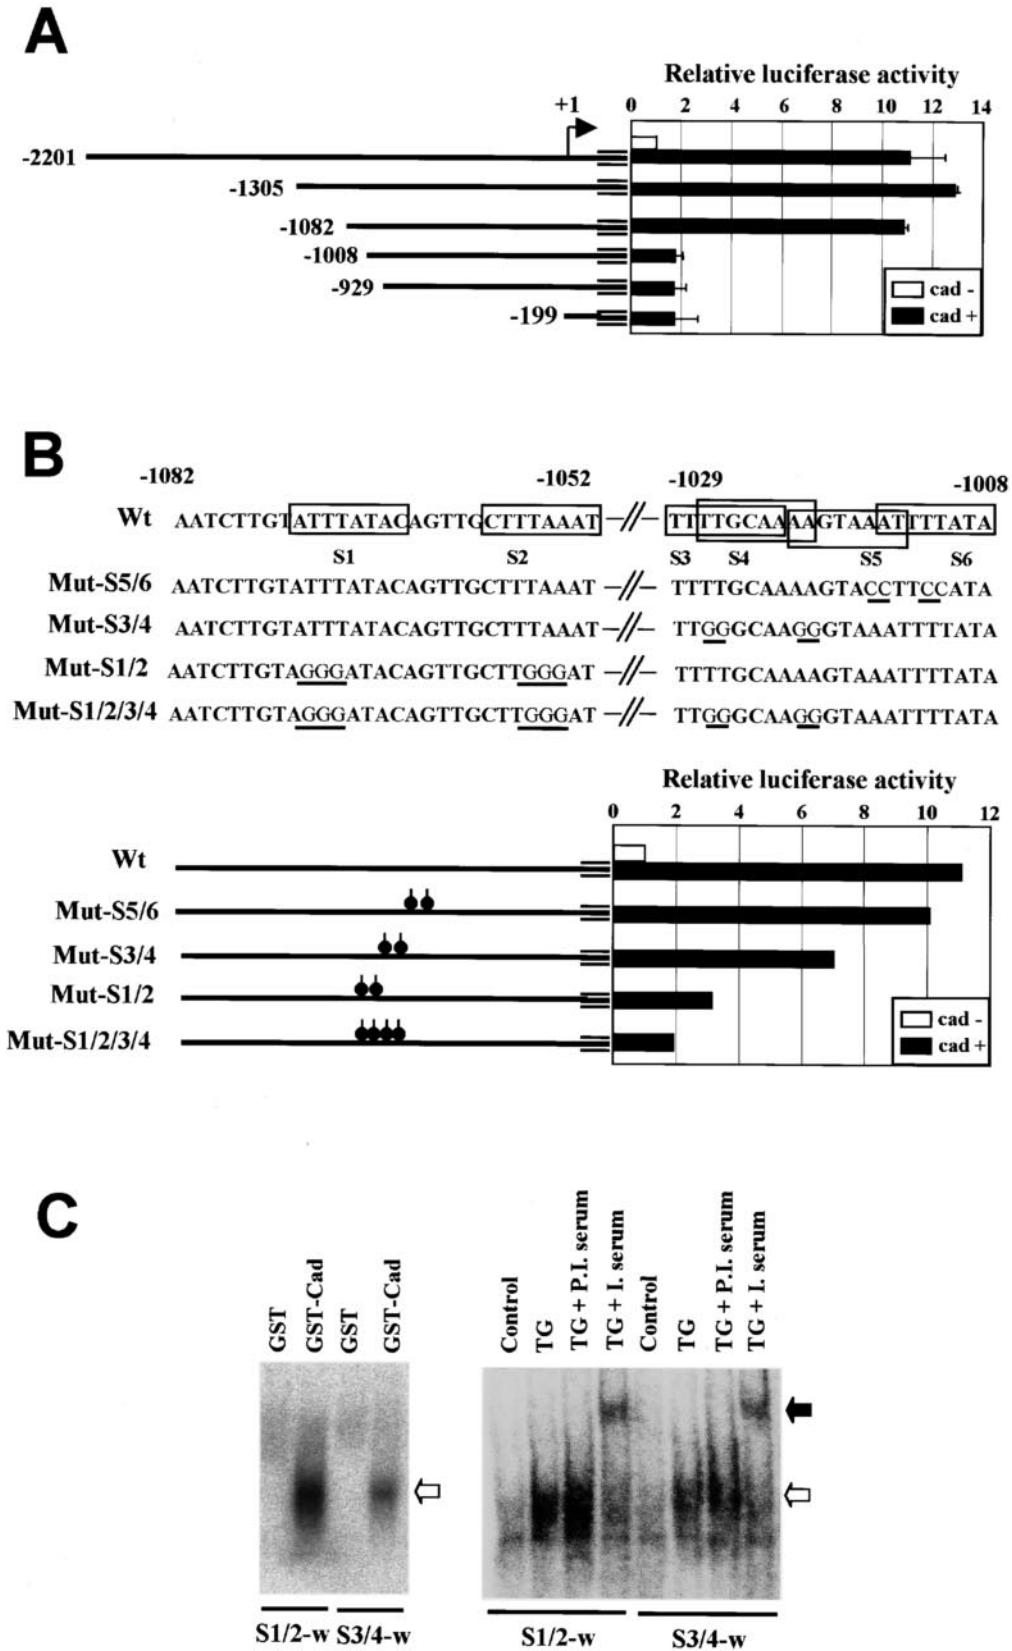 A
Relative luciferase activity
+1
0 2 4 6 8 10 12 14
-2201
-1305
-1082
-1008
-929
-199
cad -
cad +
B
-1082 -1052 -1029 -1008
Wt AATCTTGTATTTATACAGTTGCTTTAAAT -//- TTTTGCAAAAGTAAATTTTATA
S1 S2 S3 S4 S5 S6
Mut-S5/6 AATCTTGTATTTATACAGTTGCTTTAAAT -//- TTTTGCAAAAGTACCTTCCATA
Mut-S3/4 AATCTTGTATTTATACAGTTGCTTTAAAT -//- TTGGGCAAGGGTAAATTTTATA
Mut-S1/2 AATCTTGTAGGGATACAGTTGCTTGGGAT -//- TTTTGCAAAAGTAAATTTTATA
Mut-S1/2/3/4 AATCTTGTAGGGATACAGTTGCTTGGGAT -//- TTGGGCAAGGGTAAATTTTATA
Relative luciferase activity
0 2 4 6 8 10 12
Wt
Mut-S5/6
Mut-S3/4
Mut-S1/2
Mut-S1/2/3/4
cad -
cad +
C
GST
GST-Cad
GST
GST-Cad
Control
TG
TG + P.I. serum
TG + I. serum
Control
TG
TG + P.I. serum
TG + I. serum
S1/2-w S3/4-w
S1/2-w S3/4-w